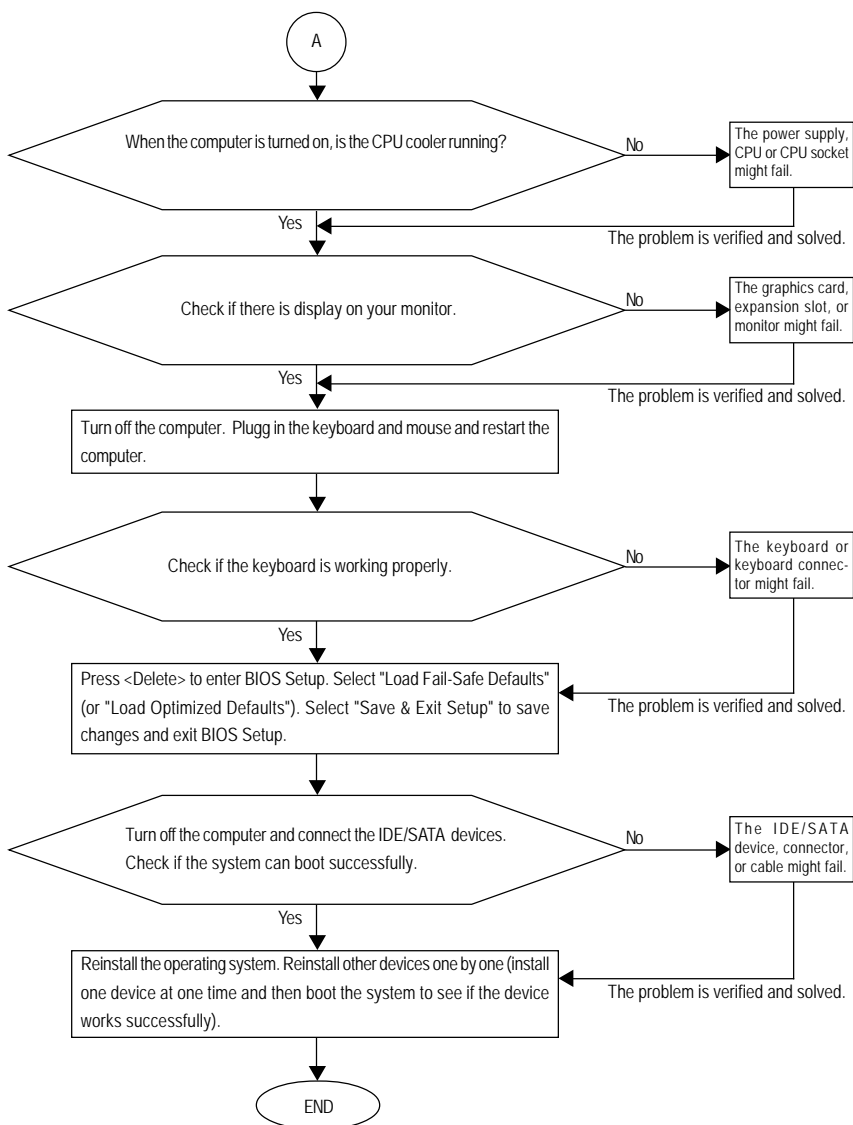 A
When the computer is turned on, is the CPU cooler running?
No
The power supply,
CPU or CPU socket
might fail.
Yes
The problem is verified and solved.
Check if there is display on your monitor.
No
The graphics card,
expansion slot, or
monitor might fail.
Yes
The problem is verified and solved.
Turn off the computer. Plugg in the keyboard and mouse and restart the
computer.
Check if the keyboard is working properly.
No
The keyboard or
keyboard connec-
tor might fail.
Yes
Press <Delete> to enter BIOS Setup. Select "Load Fail-Safe Defaults"
(or "Load Optimized Defaults"). Select "Save & Exit Setup" to save
changes and exit BIOS Setup.
The problem is verified and solved.
Turn off the computer and connect the IDE/SATA devices.
Check if the system can boot successfully.
No
The IDE/SATA
device, connector,
or cable might fail.
Yes
Reinstall the operating system. Reinstall other devices one by one (install
one device at one time and then boot the system to see if the device
works successfully).
The problem is verified and solved.
END